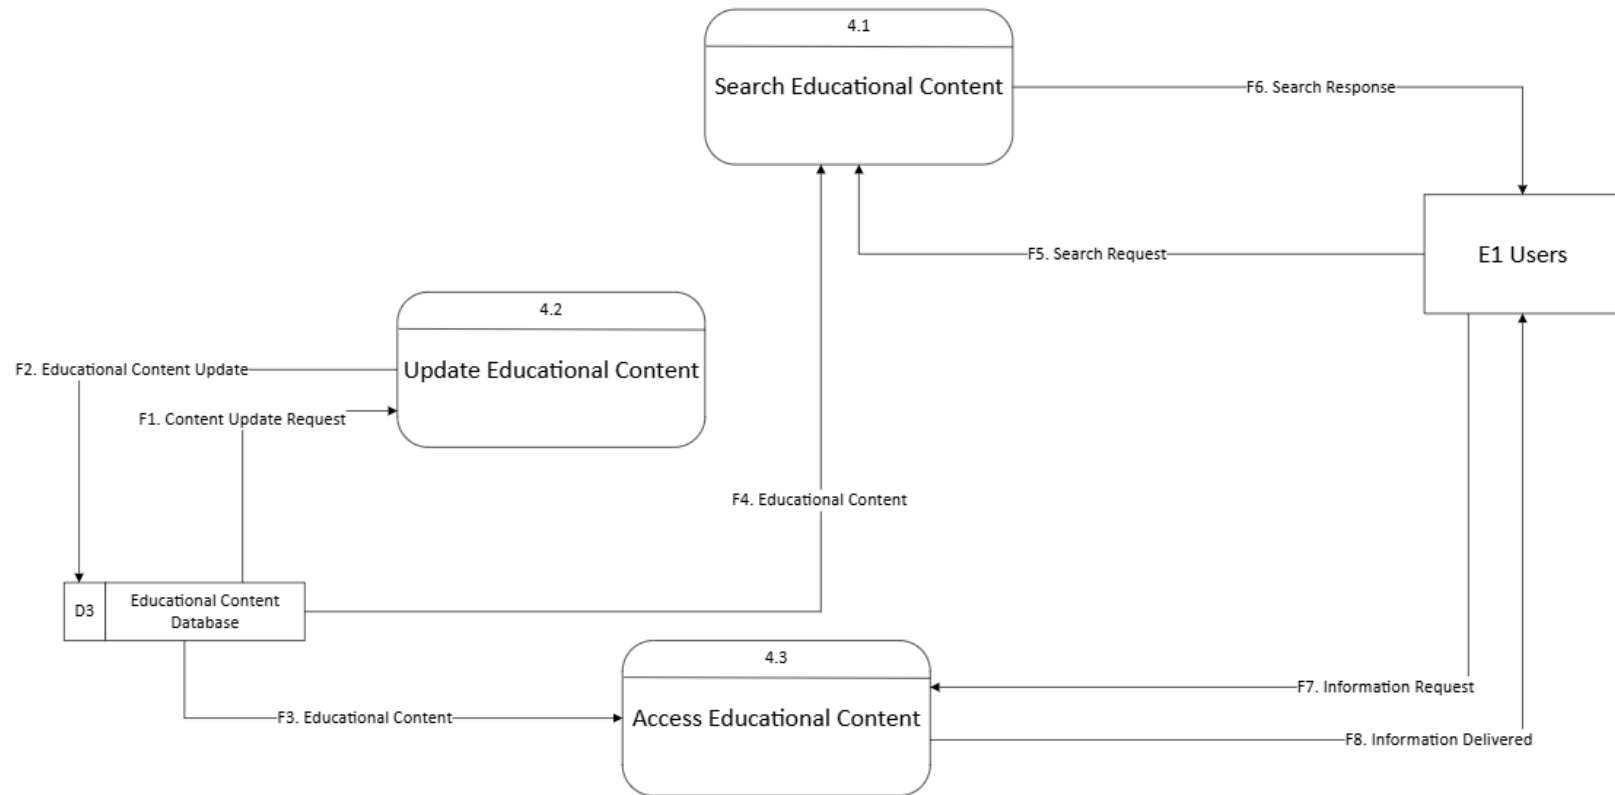 4.1
Search Educational Content
F6. Search Response
F5. Search Request
E1 Users
4.2
Update Educational Content
F2. Educational Content Update
F1. Content Update Request
F4. Educational Content
D3
Educational Content
Database
4.3
Access Educational Content
F3. Educational Content
F7. Information Request
F8. Information Delivered